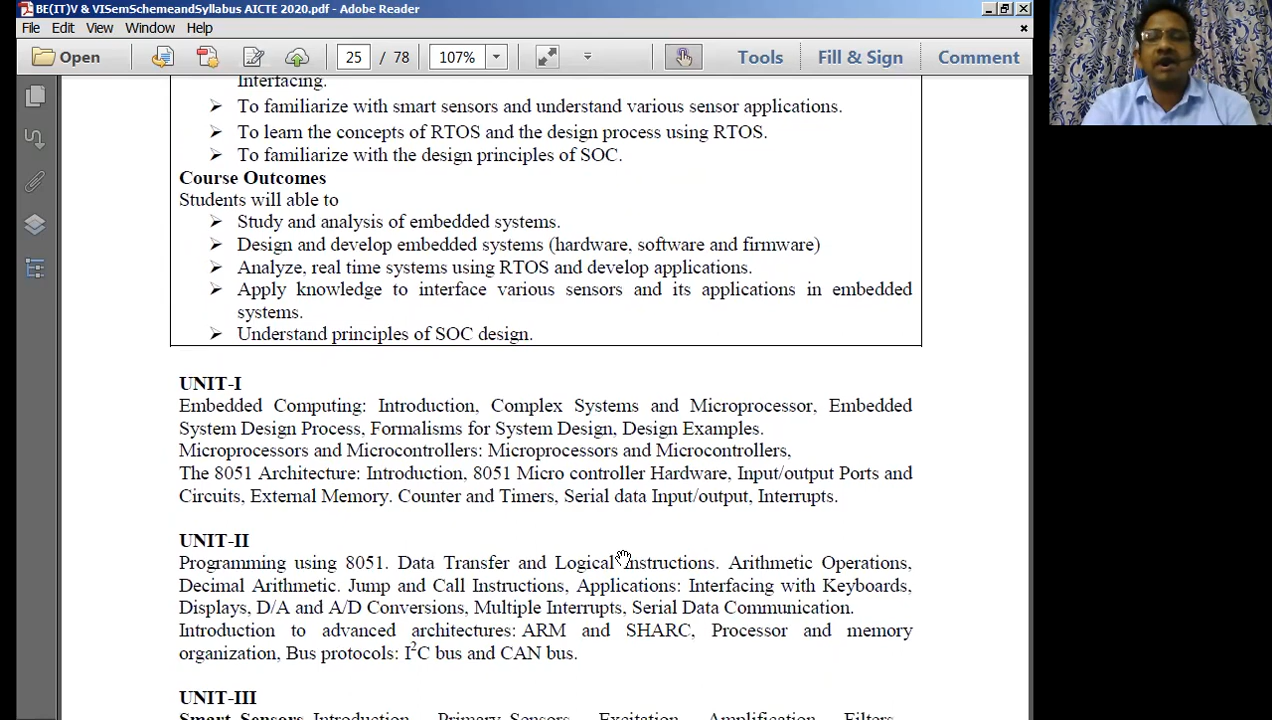 BE(IT)V & VISemSchemeandSyllabus AICTE 2020.pdf - Adobe Reader
File Edit View Window Help
Open 25 / 78 107% Tools Fill & Sign Comment
Interfacing.
➢ To familiarize with smart sensors and understand various sensor applications.
➢ To learn the concepts of RTOS and the design process using RTOS.
➢ To familiarize with the design principles of SOC.
Course Outcomes
Students will able to
➢ Study and analysis of embedded systems.
➢ Design and develop embedded systems (hardware, software and firmware)
➢ Analyze, real time systems using RTOS and develop applications.
➢ Apply knowledge to interface various sensors and its applications in embedded
systems.
➢ Understand principles of SOC design.
UNIT-I
Embedded Computing: Introduction, Complex Systems and Microprocessor, Embedded
System Design Process, Formalisms for System Design, Design Examples.
Microprocessors and Microcontrollers: Microprocessors and Microcontrollers,
The 8051 Architecture: Introduction, 8051 Micro controller Hardware, Input/output Ports and
Circuits, External Memory. Counter and Timers, Serial data Input/output, Interrupts.
UNIT-II
Programming using 8051. Data Transfer and Logical Instructions. Arithmetic Operations,
Decimal Arithmetic. Jump and Call Instructions, Applications: Interfacing with Keyboards,
Displays, D/A and A/D Conversions, Multiple Interrupts, Serial Data Communication.
Introduction to advanced architectures: ARM and SHARC, Processor and memory
organization, Bus protocols: I²C bus and CAN bus.
UNIT-III
Smart Sensors Introduction, Primary Sensors, Excitation, Amplification, Filters,